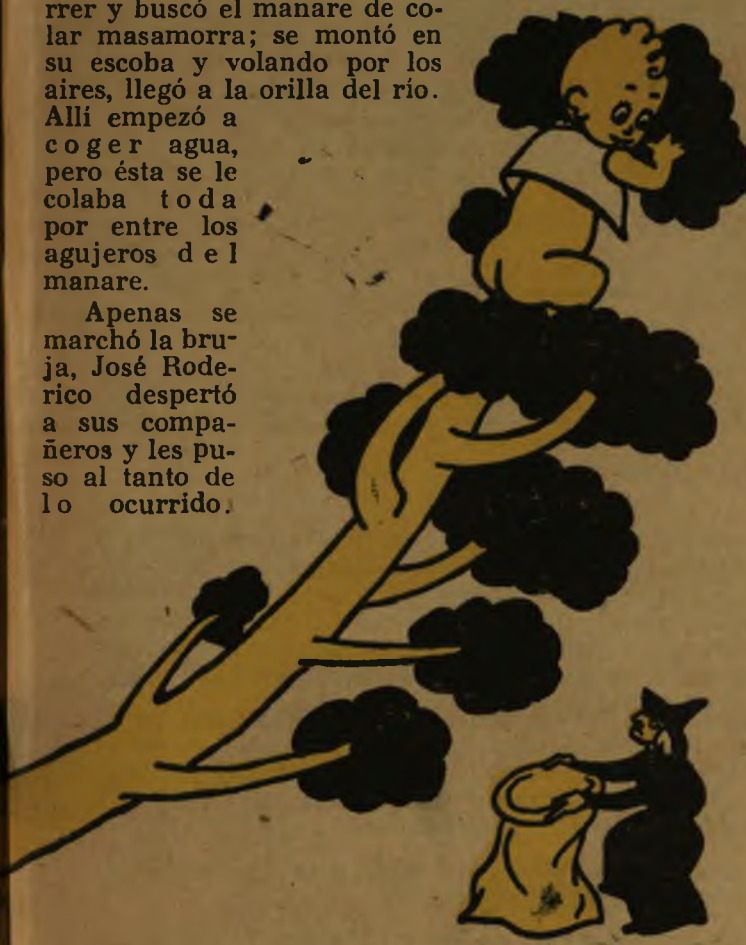 rrer y buscó el manare de co-
lar masamorra; se montó en
su escoba y volando por los
aires, llegó a la orilla del río.
Allí empezó a
coger agua,
pero ésta se le
colaba toda
por entre los
agujeros del
manare.
Apenas se
marchó la bru-
ja, José Rode-
rico despertó
a sus compa-
ñeros y les pu-
so al tanto de
lo ocurrido.